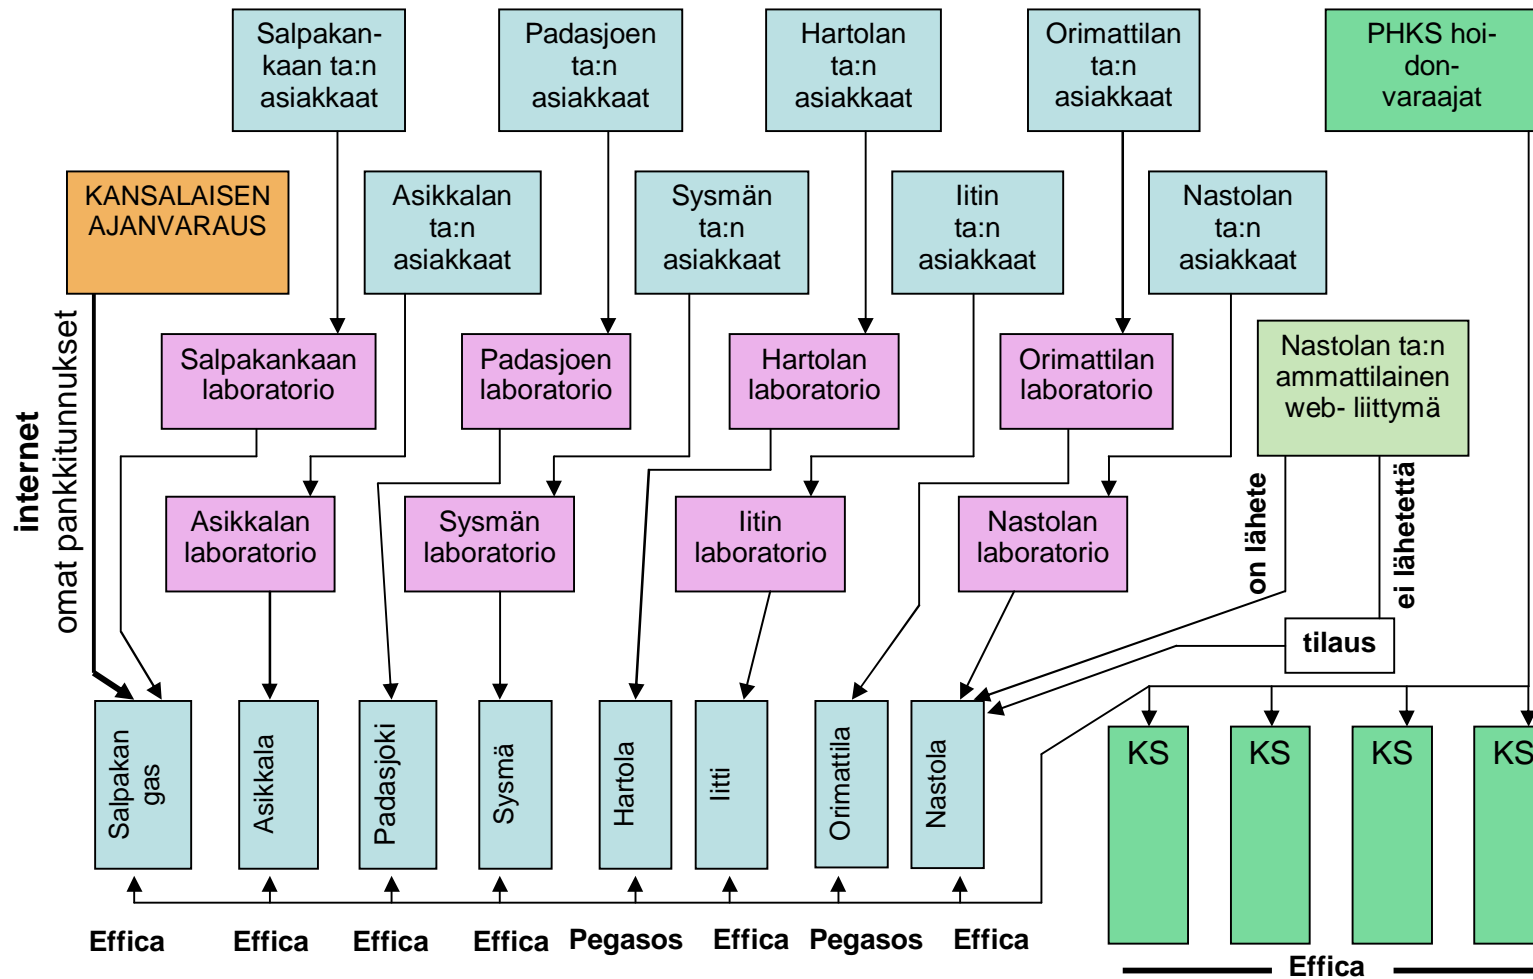 Salpakan-
kaan ta:n
asiakkaat
Padasjoen
ta:n
asiakkaat
Hartolan
ta:n
asiakkaat
Orimattilan
ta:n
asiakkaat
PHKS hoi-
don-
varaajat
KANSALAISEN
AJANVARAUS
Asikkalan
ta:n
asiakkaat
Sysmän
ta:n
asiakkaat
Iitin
ta:n
asiakkaat
Nastolan
ta:n
asiakkaat
internet
omat pankkitunnukset
Salpakankaan
laboratorio
Padasjoen
laboratorio
Hartolan
laboratorio
Orimattilan
laboratorio
Nastolan ta:n
ammattilainen
web- liittymä
Asikkalan
laboratorio
Sysmän
laboratorio
Iitin
laboratorio
Nastolan
laboratorio
on lähete
ei lähetettä
tilaus
Salpakan
gas
Asikkala
Padasjoki
Sysmä
Hartola
Iitti
Orimattila
Nastola
KS
KS
KS
KS
Effica
Effica
Effica
Effica
Pegasos
Effica
Pegasos
Effica
Effica